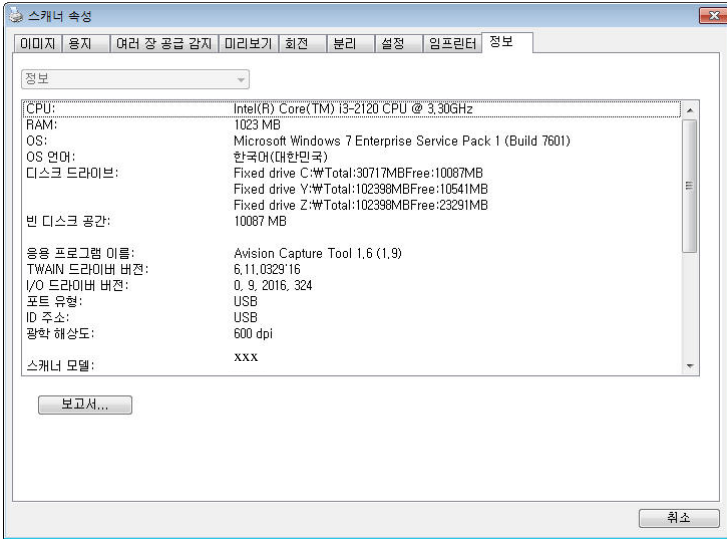 스캐너 속성
이미지 용지 여러 장 공급 감지 미리보기 회전 분리 설정 임프린터 정보
정보
CPU: Intel(R) Core(TM) i3-2120 CPU @ 3,30GHz
RAM: 1023 MB
OS: Microsoft Windows 7 Enterprise Service Pack 1 (Build 7601)
OS 언어: 한국어(대한민국)
디스크 드라이브: Fixed drive C:₩Total:30717MBFree:10087MB
Fixed drive Y:₩Total:102398MBFree:10541MB
Fixed drive Z:₩Total:102398MBFree:23291MB
빈 디스크 공간: 10087 MB
응용 프로그램 이름: Avision Capture Tool 1,6 (1,9)
TWAIN 드라이버 버전: 6,11,0329'16
I/O 드라이버 버전: 0, 9, 2016, 324
포트 유형: USB
ID 주소: USB
광학 해상도: 600 dpi
스캐너 모델: xxx
보고서...
취소